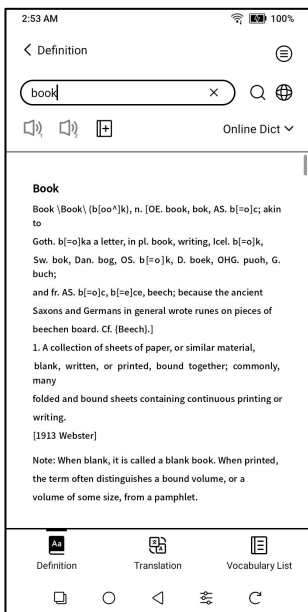 2:53 AM 100%
Definition
book
Online Dict
Book
Book \Book\ (b[oo^]k), n. [OE. book, bok, AS. b[=o]c; akin
to
Goth. b[=o]ka a letter, in pl. book, writing, Icel. b[=o]k,
Sw. bok, Dan. bog, OS. b[=o]k, D. boek, OHG. puoh, G.
buch;
and fr. AS. b[=o]c, b[=e]ce, beech; because the ancient
Saxons and Germans in general wrote runes on pieces of
beechen board. Cf. {Beech}.]
1. A collection of sheets of paper, or similar material,
blank, written, or printed, bound together; commonly,
many
folded and bound sheets containing continuous printing or
writing.
[1913 Webster]
Note: When blank, it is called a blank book. When printed,
the term often distinguishes a bound volume, or a
volume of some size, from a pamphlet.
Aa
Definition Translation Vocabulary List